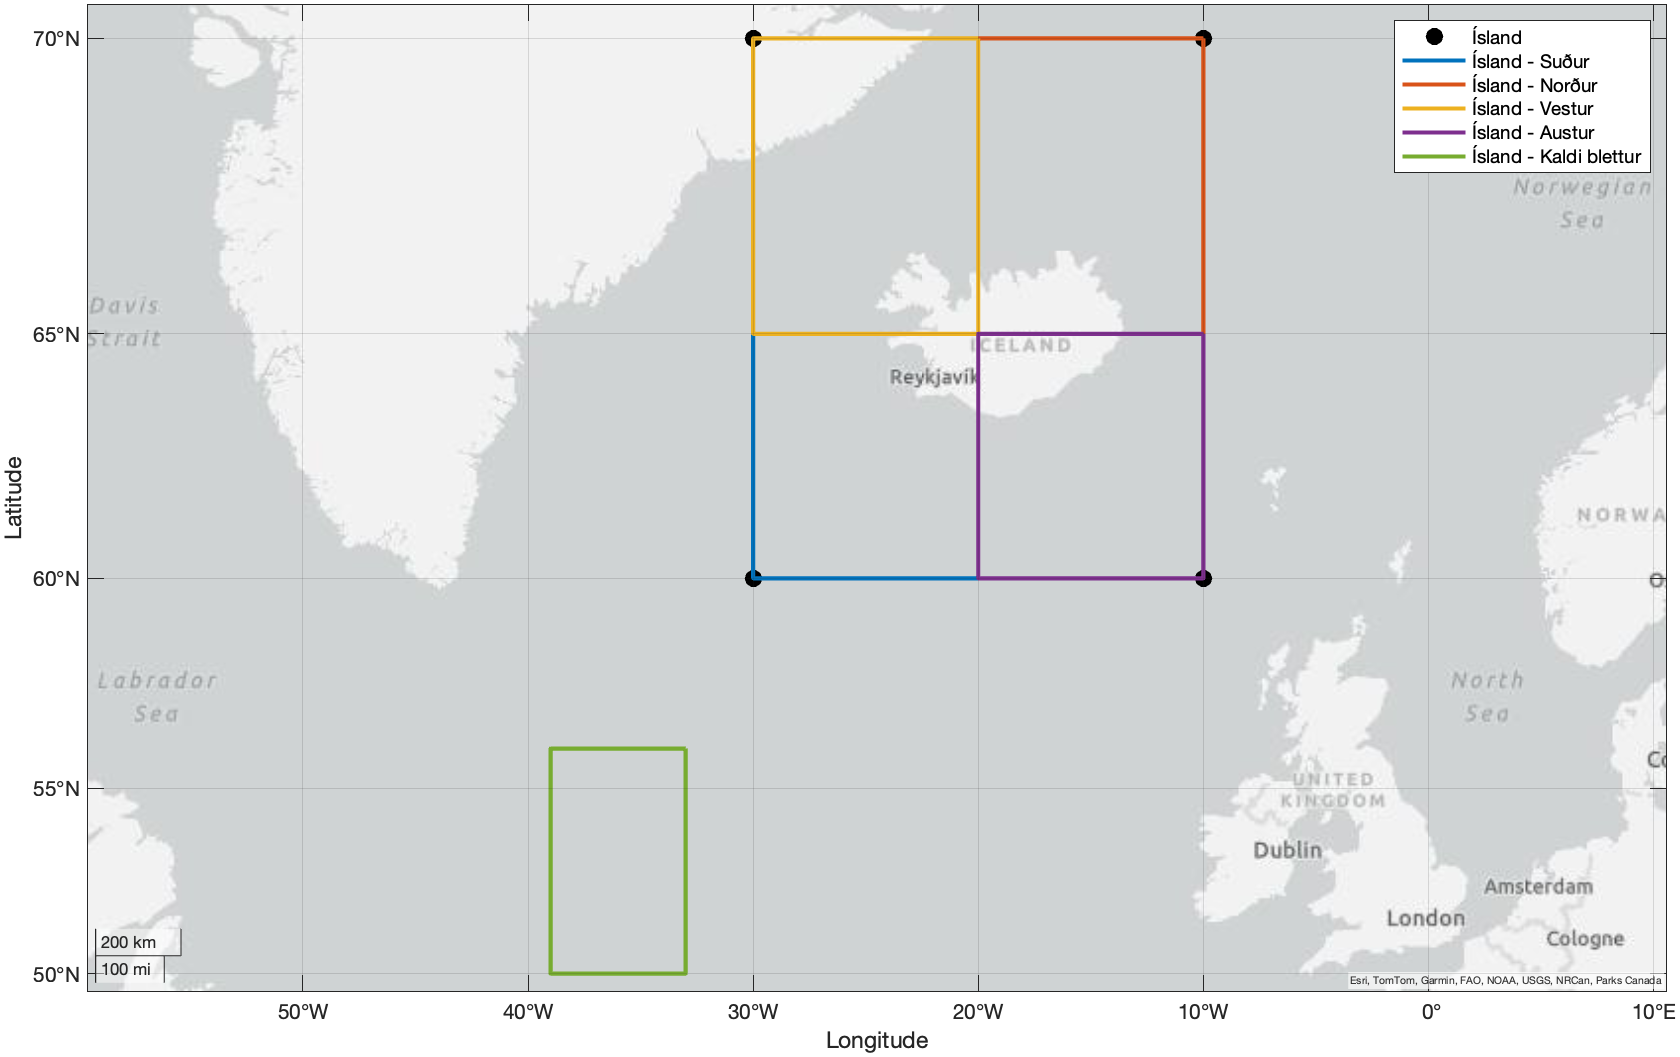 70°N
65°N
60°N
55°N
50°N
Latitude
50°W
40°W
30°W
20°W
10°W
0°
10°E
Longitude
Ísland
Ísland - Suður
Ísland - Norður
Ísland - Vestur
Ísland - Austur
Ísland - Kaldi blettur
Norwegian
Sea
Davis
Strait
ICELAND
Reykjavík
NORWA
O
Labrador
Sea
North
Sea
UNITED
KINGDOM
Dublin
Amsterdam
London
Cologne
200 km
100 mi
Esri, TomTom, Garmin, FAO, NOAA, USGS, NRCan, Parks Canada